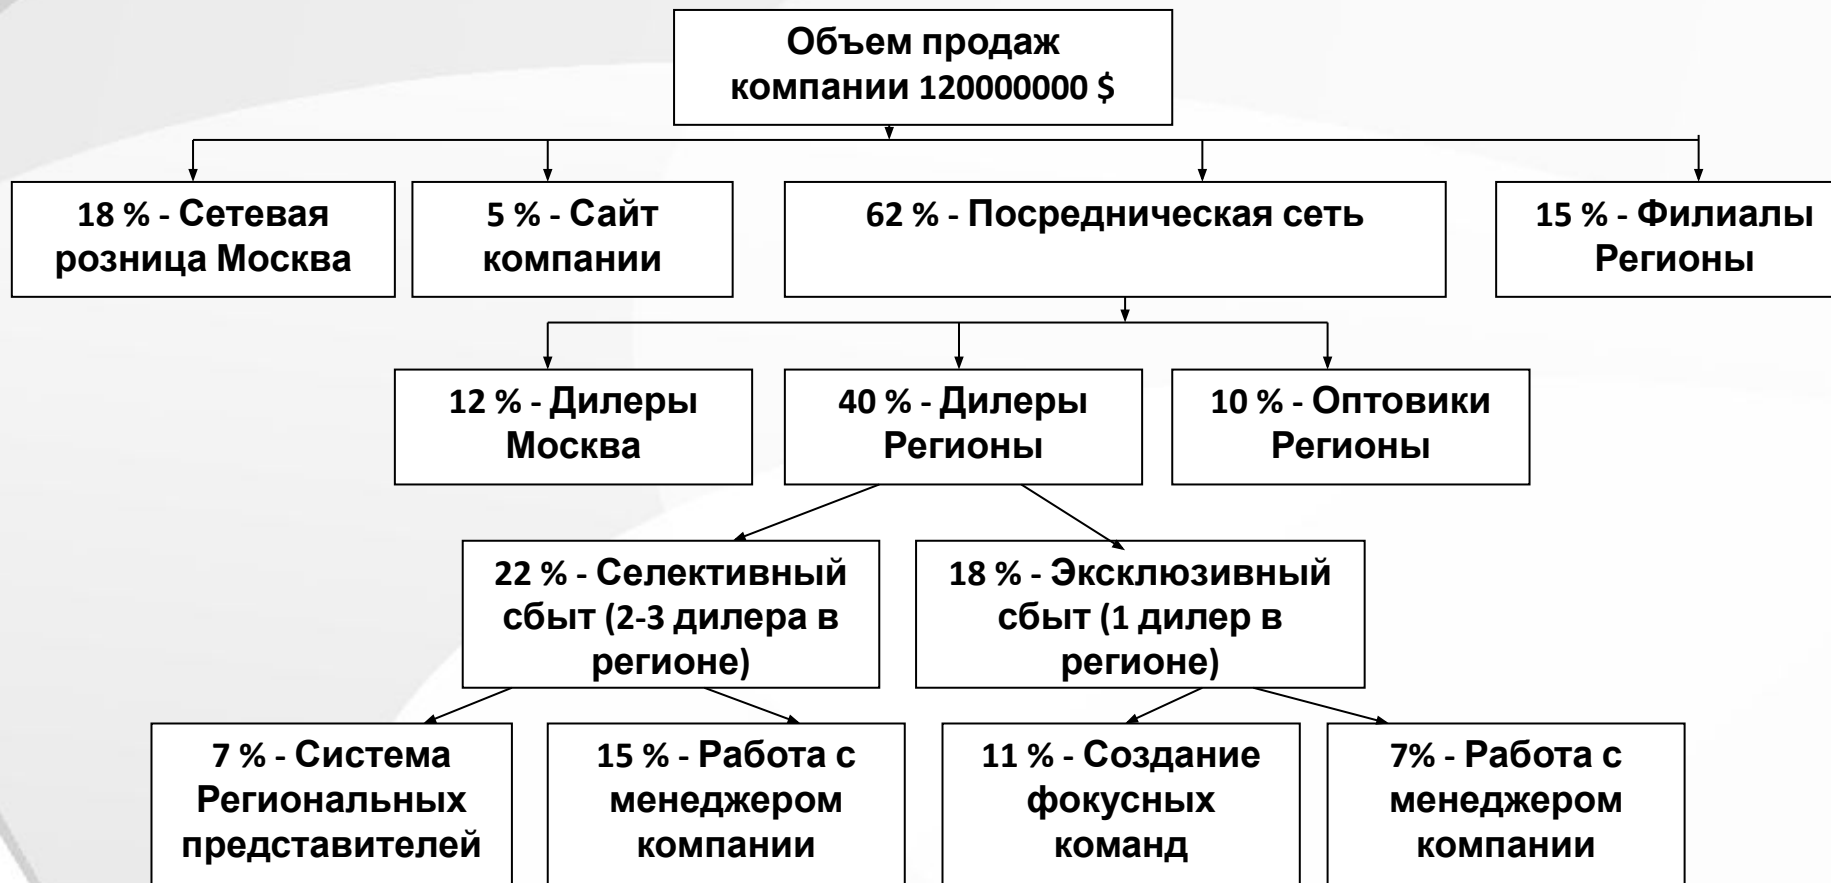 Объем продаж
компании 120000000 $
18 % - Сетевая
розница Москва
5 % - Сайт
компании
62 % - Посредническая сеть
15 % - Филиалы
Регионы
12 % - Дилеры
Москва
40 % - Дилеры
Регионы
10 % - Оптовики
Регионы
22 % - Селективный
сбыт (2-3 дилера в
регионе)
18 % - Эксклюзивный
сбыт (1 дилер в
регионе)
7 % - Система
Региональных
представителей
15 % - Работа с
менеджером
компании
11 % - Создание
фокусных
команд
7% - Работа с
менеджером
компании